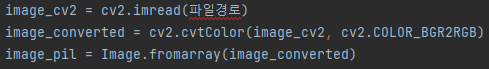 image_cv2 = cv2.imread(파일경로)
image_converted = cv2.cvtColor(image_cv2, cv2.COLOR_BGR2RGB)
image_pil = Image.fromarray(image_converted)